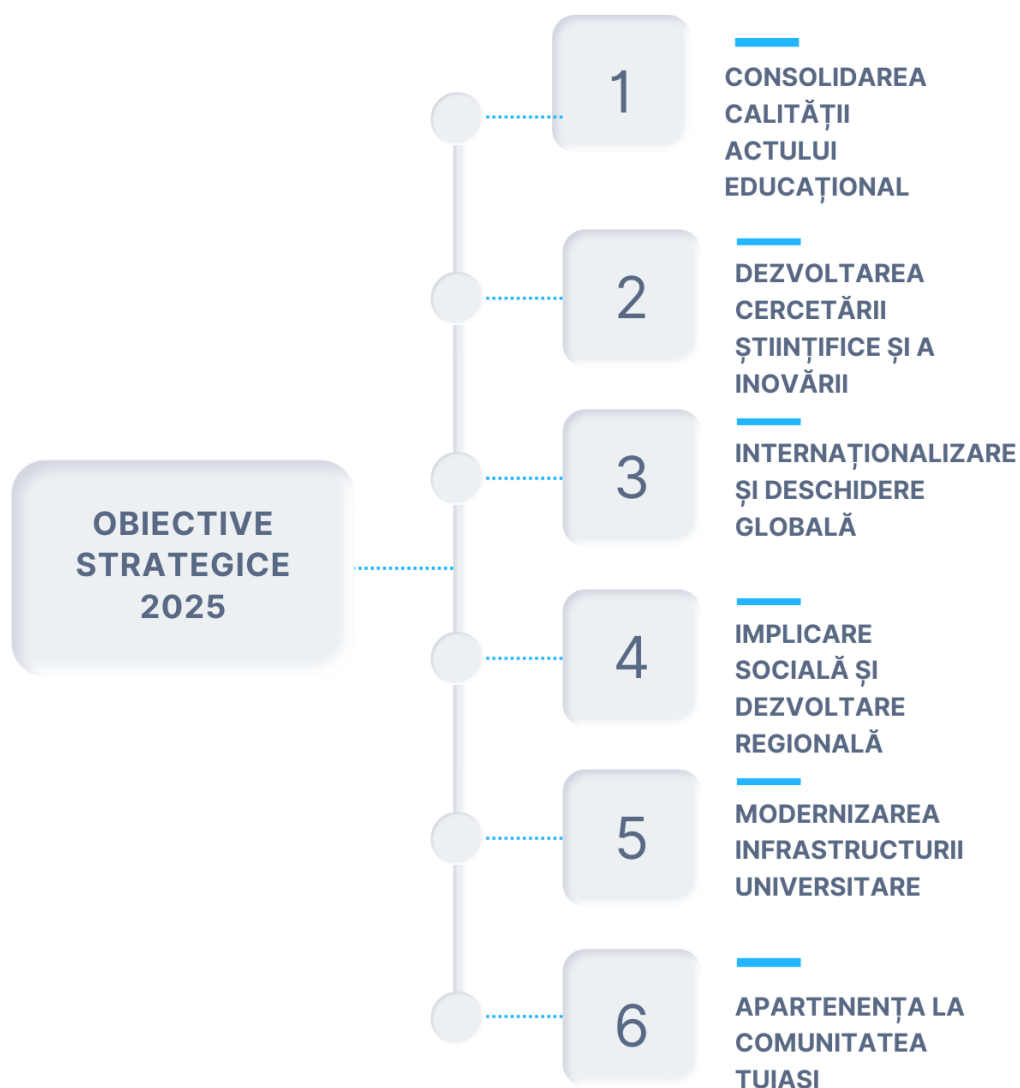 OBIECTIVE
STRATEGICE
2025
1
CONSOLIDAREA
CALITĂȚII
ACTULUI
EDUCAȚIONAL
2
DEZVOLTAREA
CERCETĂRII
ȘTIINȚIFICE ȘI A
INOVĂRII
3
INTERNAȚIONALIZARE
ȘI DESCHIDERE
GLOBALĂ
4
IMPLICARE
SOCIALĂ ȘI
DEZVOLTARE
REGIONALĂ
5
MODERNIZAREA
INFRASTRUCTURII
UNIVERSITARE
6
APARTENENȚA LA
COMUNITATEA
TUIASI